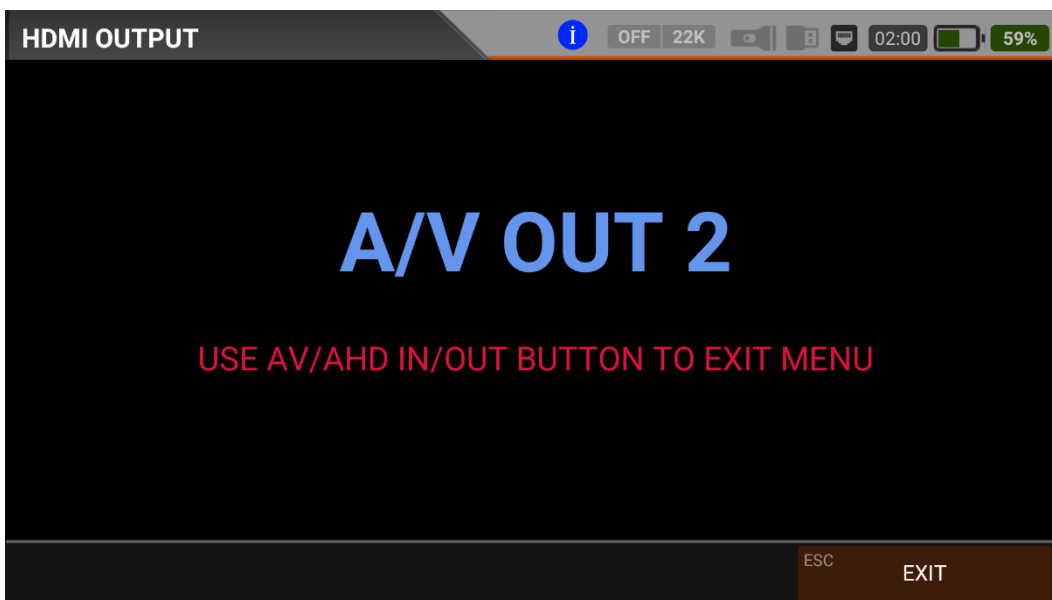 HDMI OUTPUT
i OFF 22K 02:00 59%
A/V OUT 2
USE AV/AHD IN/OUT BUTTON TO EXIT MENU
ESC EXIT